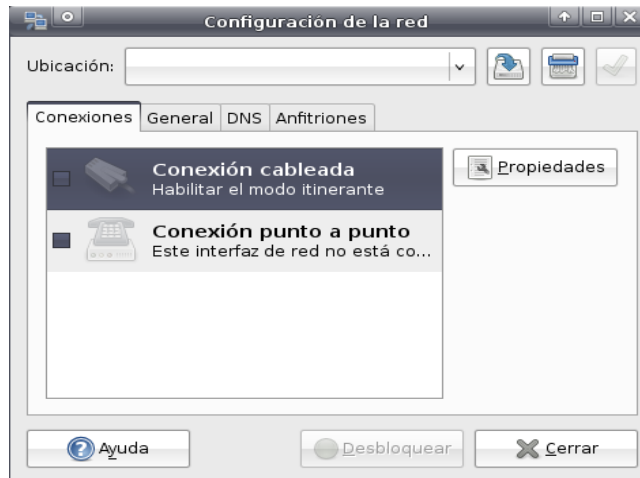 Configuración de la red
Ubicación:
Conexiones General DNS Anfitriones
Conexión cableada
Habilitar el modo itinerante
Propiedades
Conexión punto a punto
Este interfaz de red no está co...
Ayuda Desbloquear Cerrar